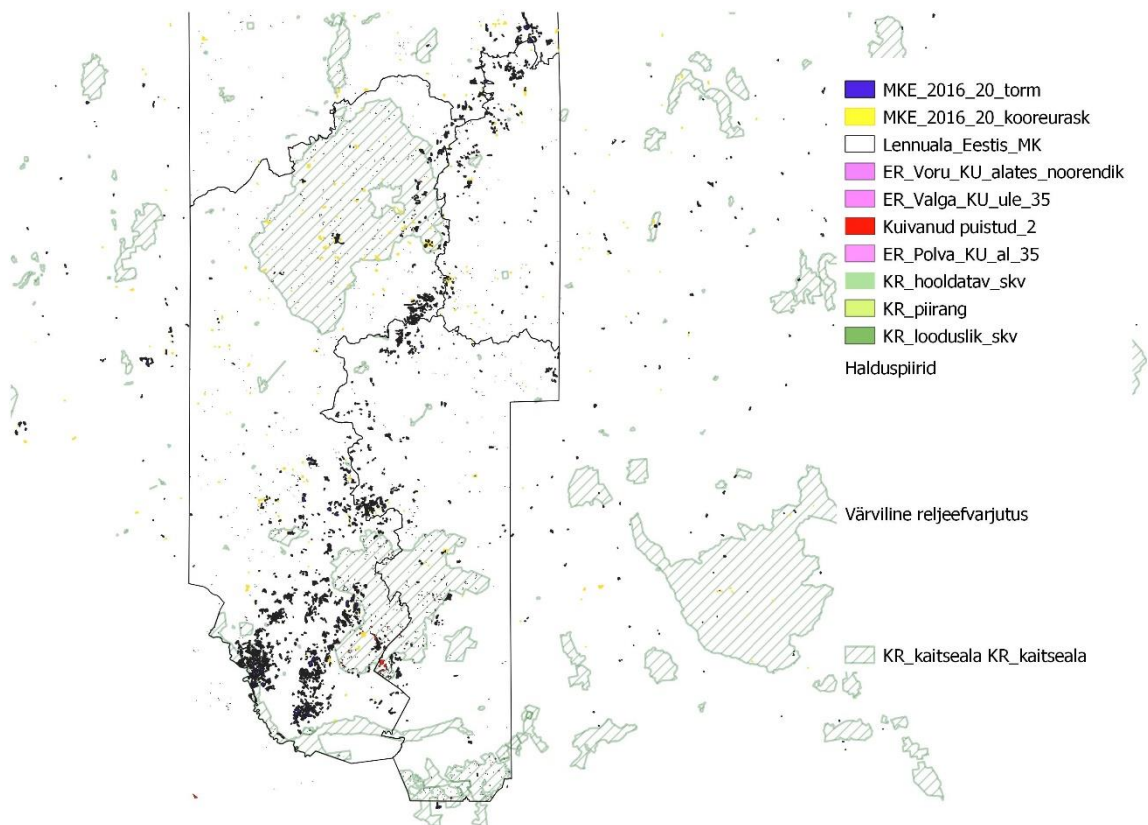 MKE_2016_20_torm
MKE_2016_20_kooreurask
Lennuala_Eestis_MK
ER_Voru_KU_alates_noorendik
ER_Valga_KU_ule_35
Kuivanud puistud_2
ER_Polva_KU_al_35
KR_hooldatav_skv
KR_piirang
KR_looduslik_skv
Halduspiirid
Värviline reljeefvarjutus
KR_kaitseala KR_kaitseala